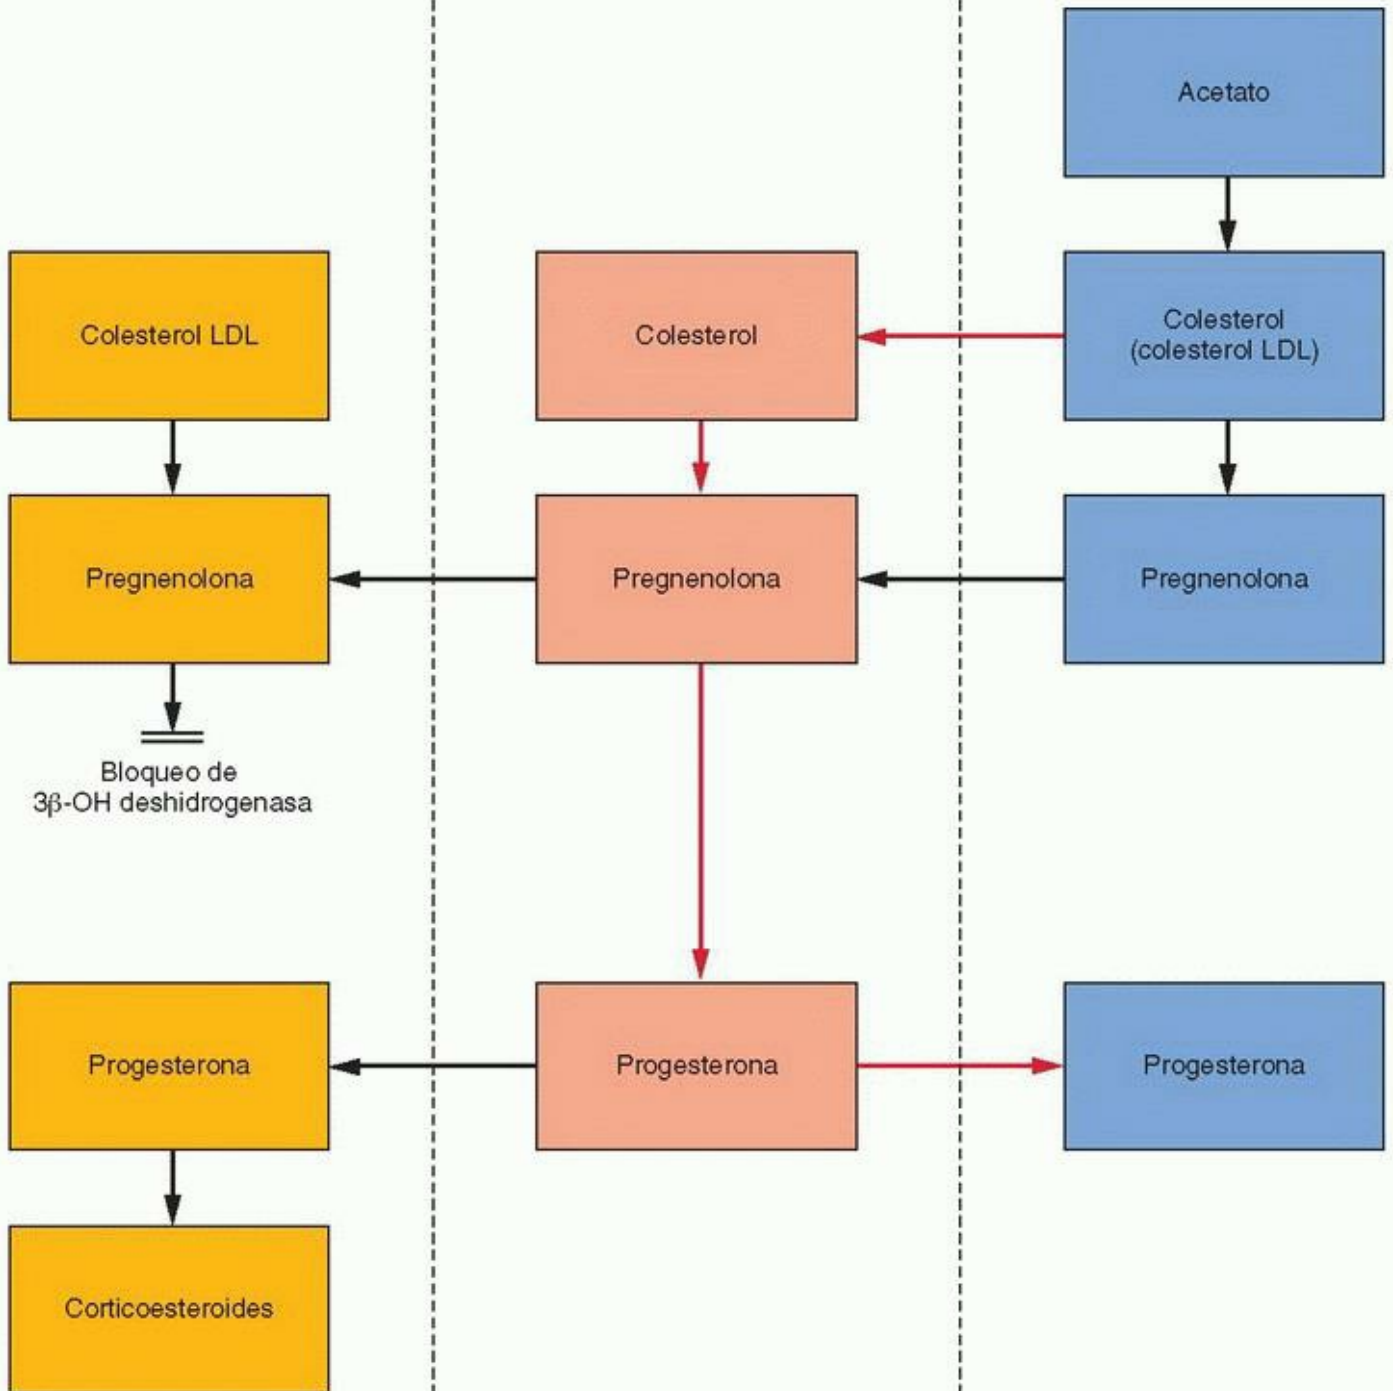 Acetato
Colesterol LDL
Colesterol
Colesterol
(colesterol LDL)
Pregnenolona
Pregnenolona
Pregnenolona
Bloqueo de
3β-OH deshidrogenasa
Progesterona
Progesterona
Progesterona
Corticoesteroides